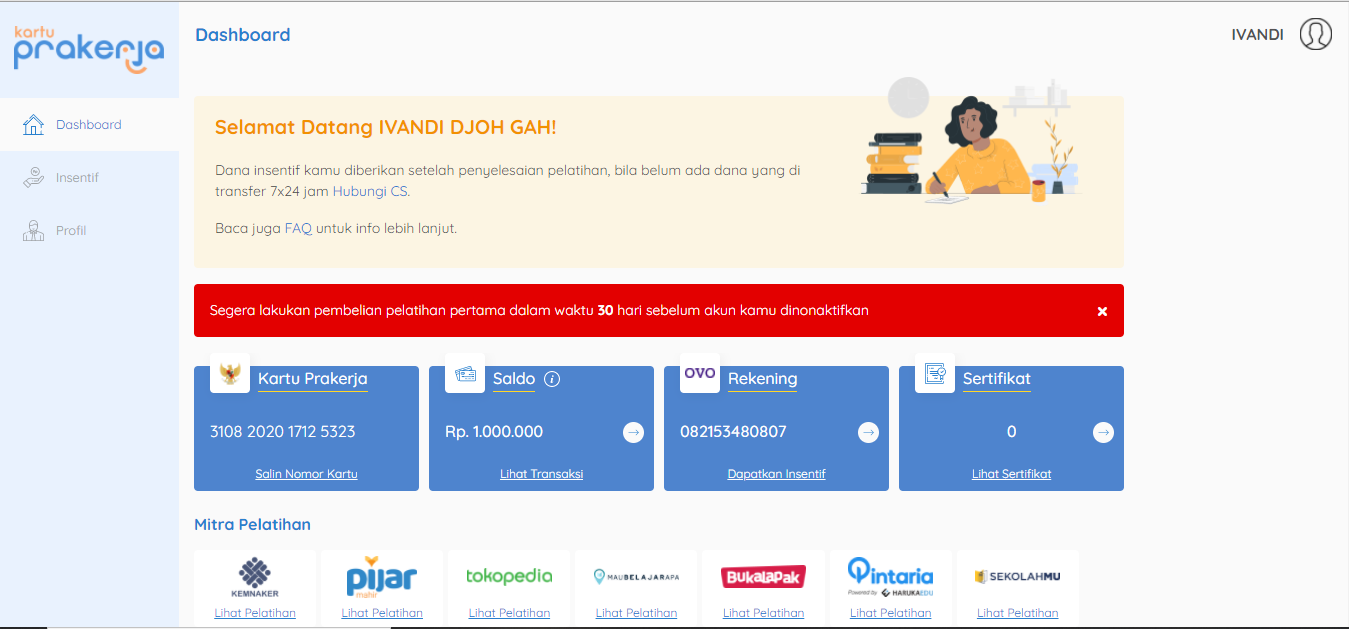 kartu
prakerja
Dashboard
IVANDI
Dashboard
Insentif
Profil
Selamat Datang IVANDI DJOH GAH!
Dana insentif kamu diberikan setelah penyelesaian pelatihan, bila belum ada dana yang di
transfer 7x24 jam Hubungi CS.
Baca juga FAQ untuk info lebih lanjut.
Segera lakukan pembelian pelatihan pertama dalam waktu 30 hari sebelum akun kamu dinonaktifkan
Kartu Prakerja
3108 2020 1712 5323
Salin Nomor Kartu
Saldo
Rp. 1.000.000
Lihat Transaksi
OVO
Rekening
082153480807
Dapatkan Insentif
Sertifikat
0
Lihat Sertifikat
Mitra Pelatihan
KEMNAKER
Lihat Pelatihan
pijar
mahir
Lihat Pelatihan
tokopedia
Lihat Pelatihan
MAUBELAJARAPA
Lihat Pelatihan
BukaLapak
Lihat Pelatihan
Pintaria
Powered by HARUKAEDU
Lihat Pelatihan
SEKOLAHMU
Lihat Pelatihan